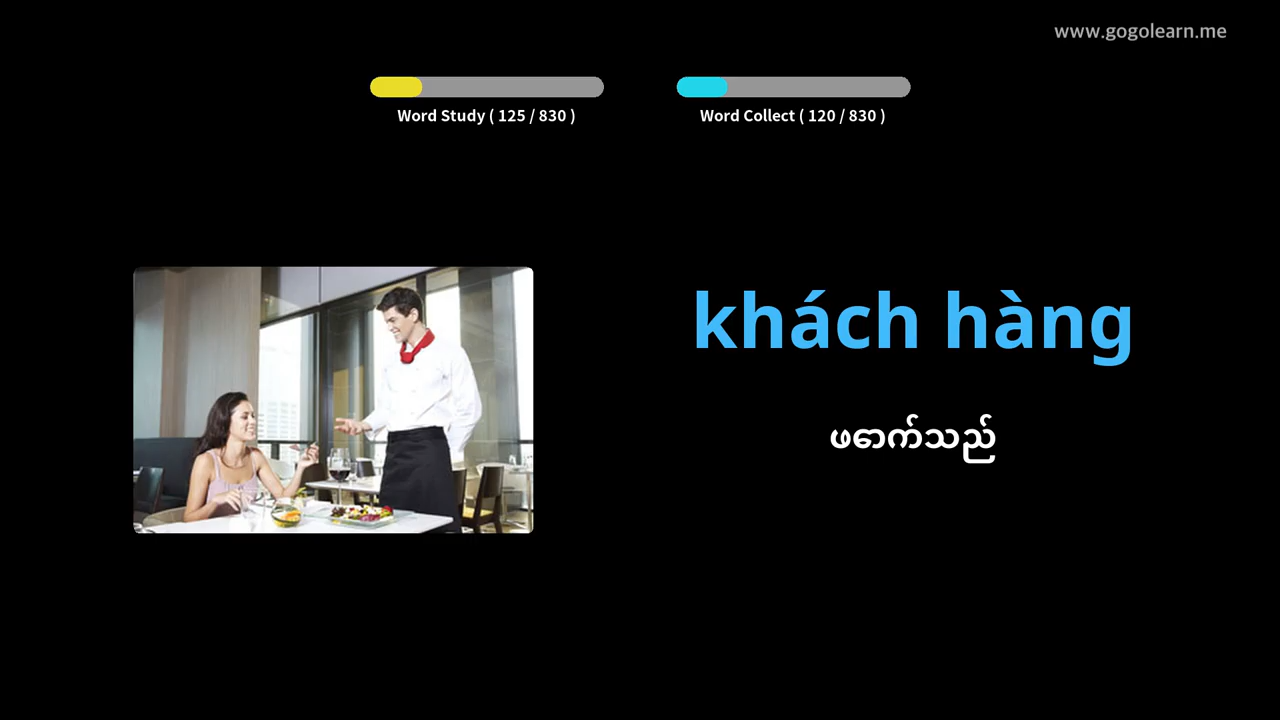 www.gogolearn.me
Word Study ( 125 / 830 )
Word Collect ( 120 / 830 )
khách hàng
ဖောက်သည်